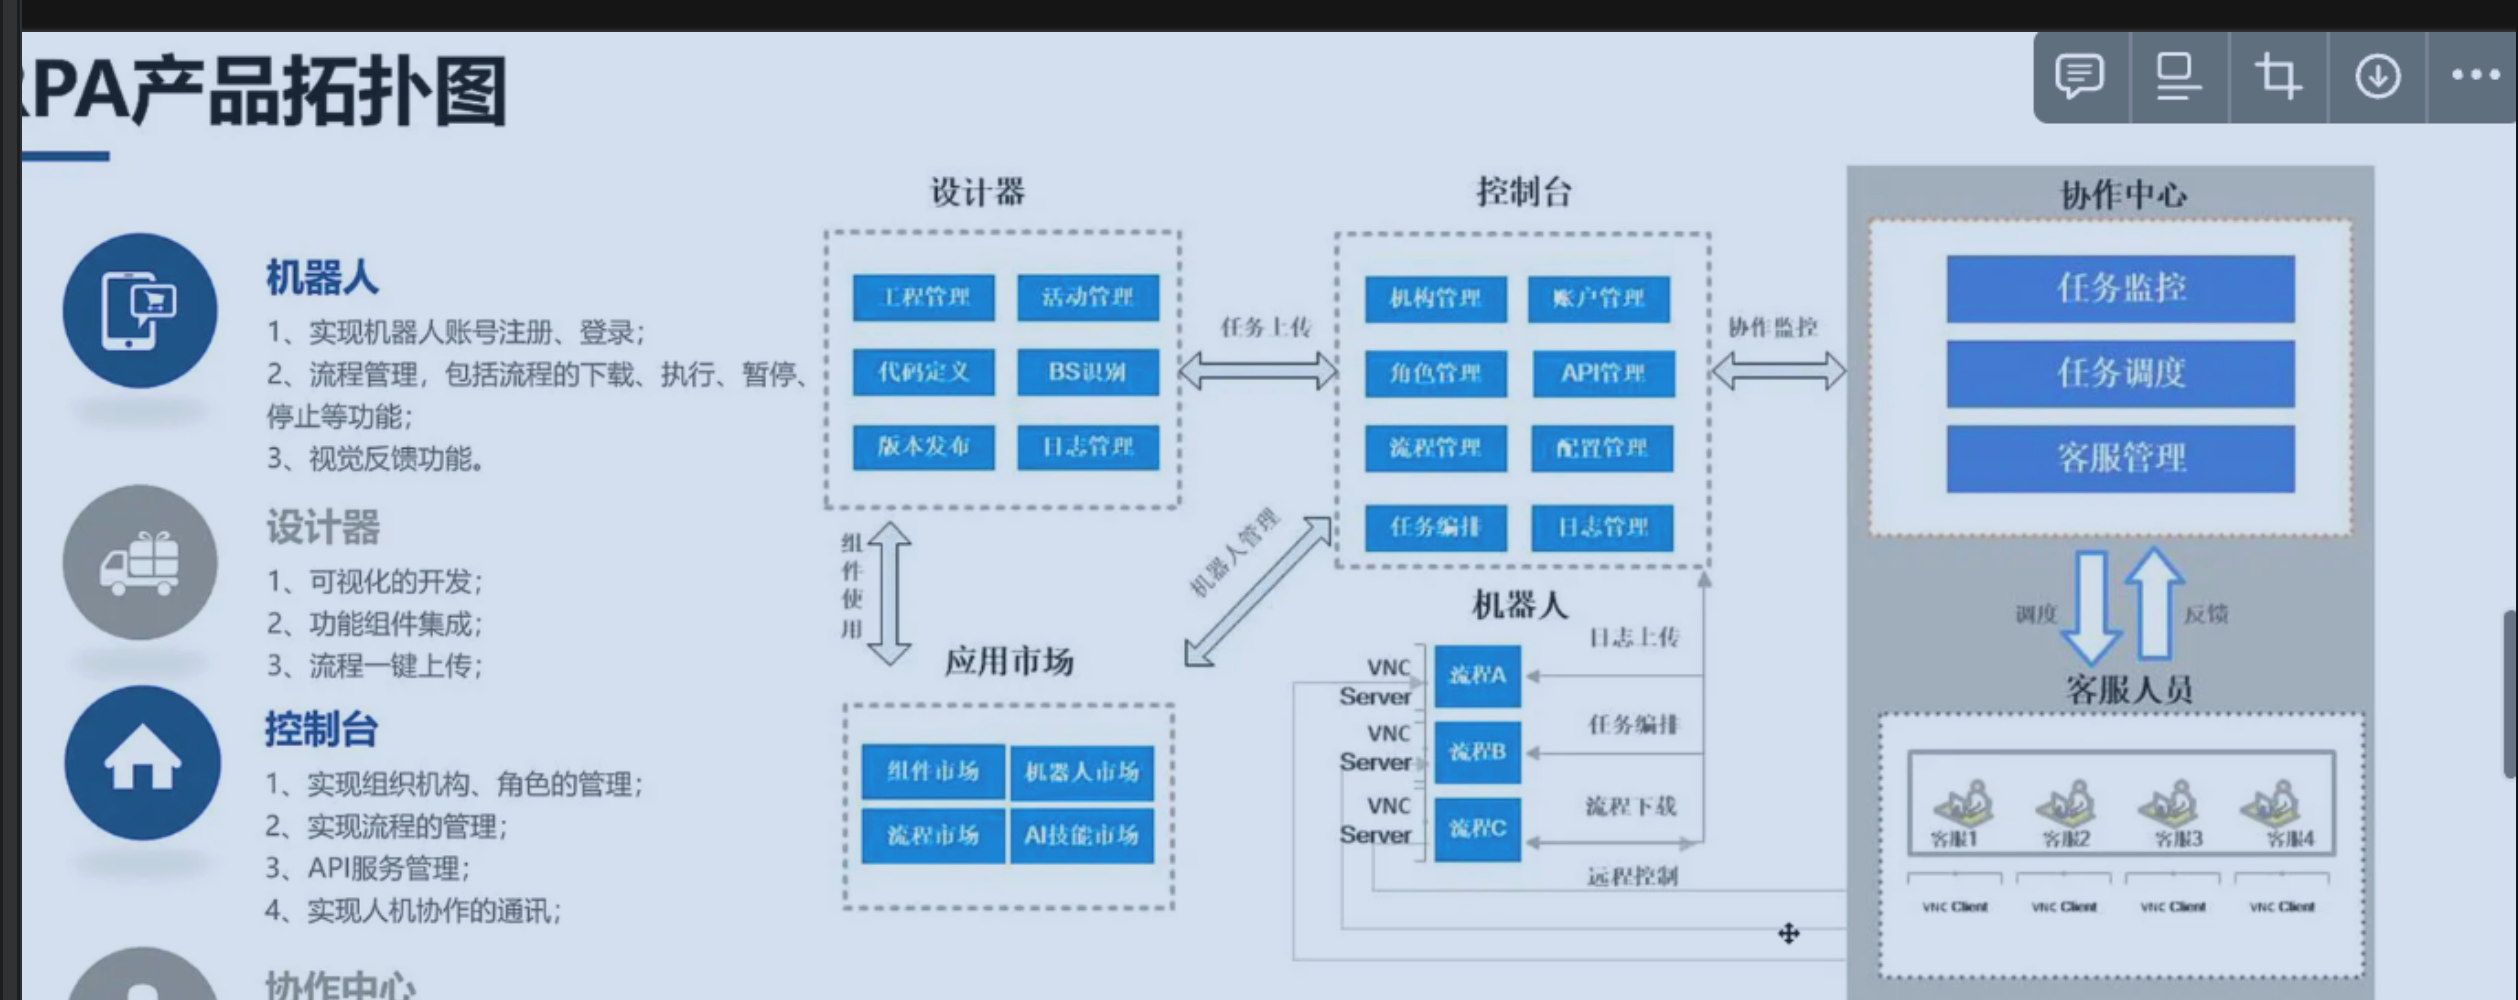 RPA产品拓扑图
机器人
1、实现机器人账号注册、登录；
2、流程管理，包括流程的下载、执行、暂停、
停止等功能；
3、视觉反馈功能。
设计器
1、可视化的开发；
2、功能组件集成；
3、流程一键上传；
控制台
1、实现组织机构、角色的管理；
2、实现流程的管理；
3、API服务管理；
4、实现人机协作的通讯；
协作中心
设计器
工程管理 活动管理
代码定义 BS识别
版本发布 日志管理
任务上传
控制台
机构管理 账户管理
角色管理 API管理
流程管理 配置管理
任务编排 日志管理
协作监控
协作中心
任务监控
任务调度
客服管理
组件使用
机器人管理
应用市场
组件市场 机器人市场
流程市场 AI技能市场
机器人
VNC Server 流程A
VNC Server 流程B
VNC Server 流程C
日志上传
任务编排
流程下载
远程控制
调度 反馈
客服人员
客服1 客服2 客服3 客服4
VNC Client VNC Client VNC Client VNC Client